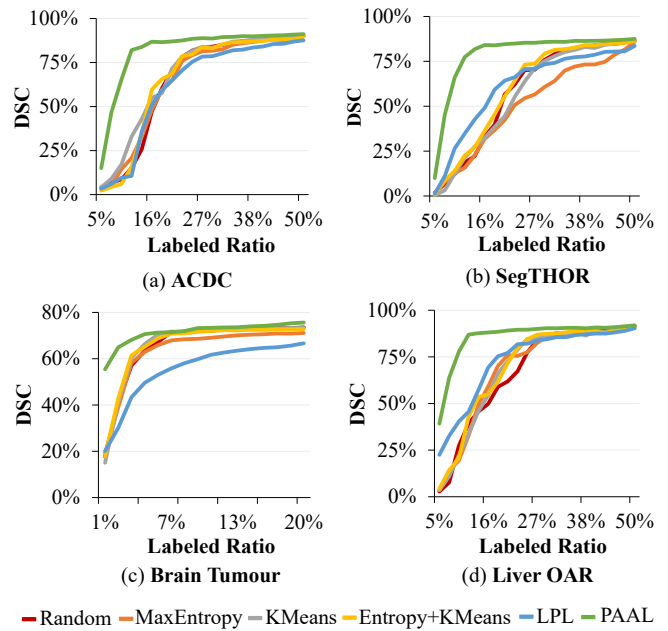 100%
75%
50%
25%
0%
DSC
5% 16% 27% 38% 50%
Labeled Ratio
(a) ACDC
100%
75%
50%
25%
0%
DSC
5% 16% 27% 38% 50%
Labeled Ratio
(b) SegTHOR
80%
60%
40%
20%
0%
DSC
1% 7% 13% 20%
Labeled Ratio
(c) Brain Tumour
100%
75%
50%
25%
0%
DSC
5% 16% 27% 38% 50%
Labeled Ratio
(d) Liver OAR
Random MaxEntropy KMeans Entropy+KMeans LPL PAAL